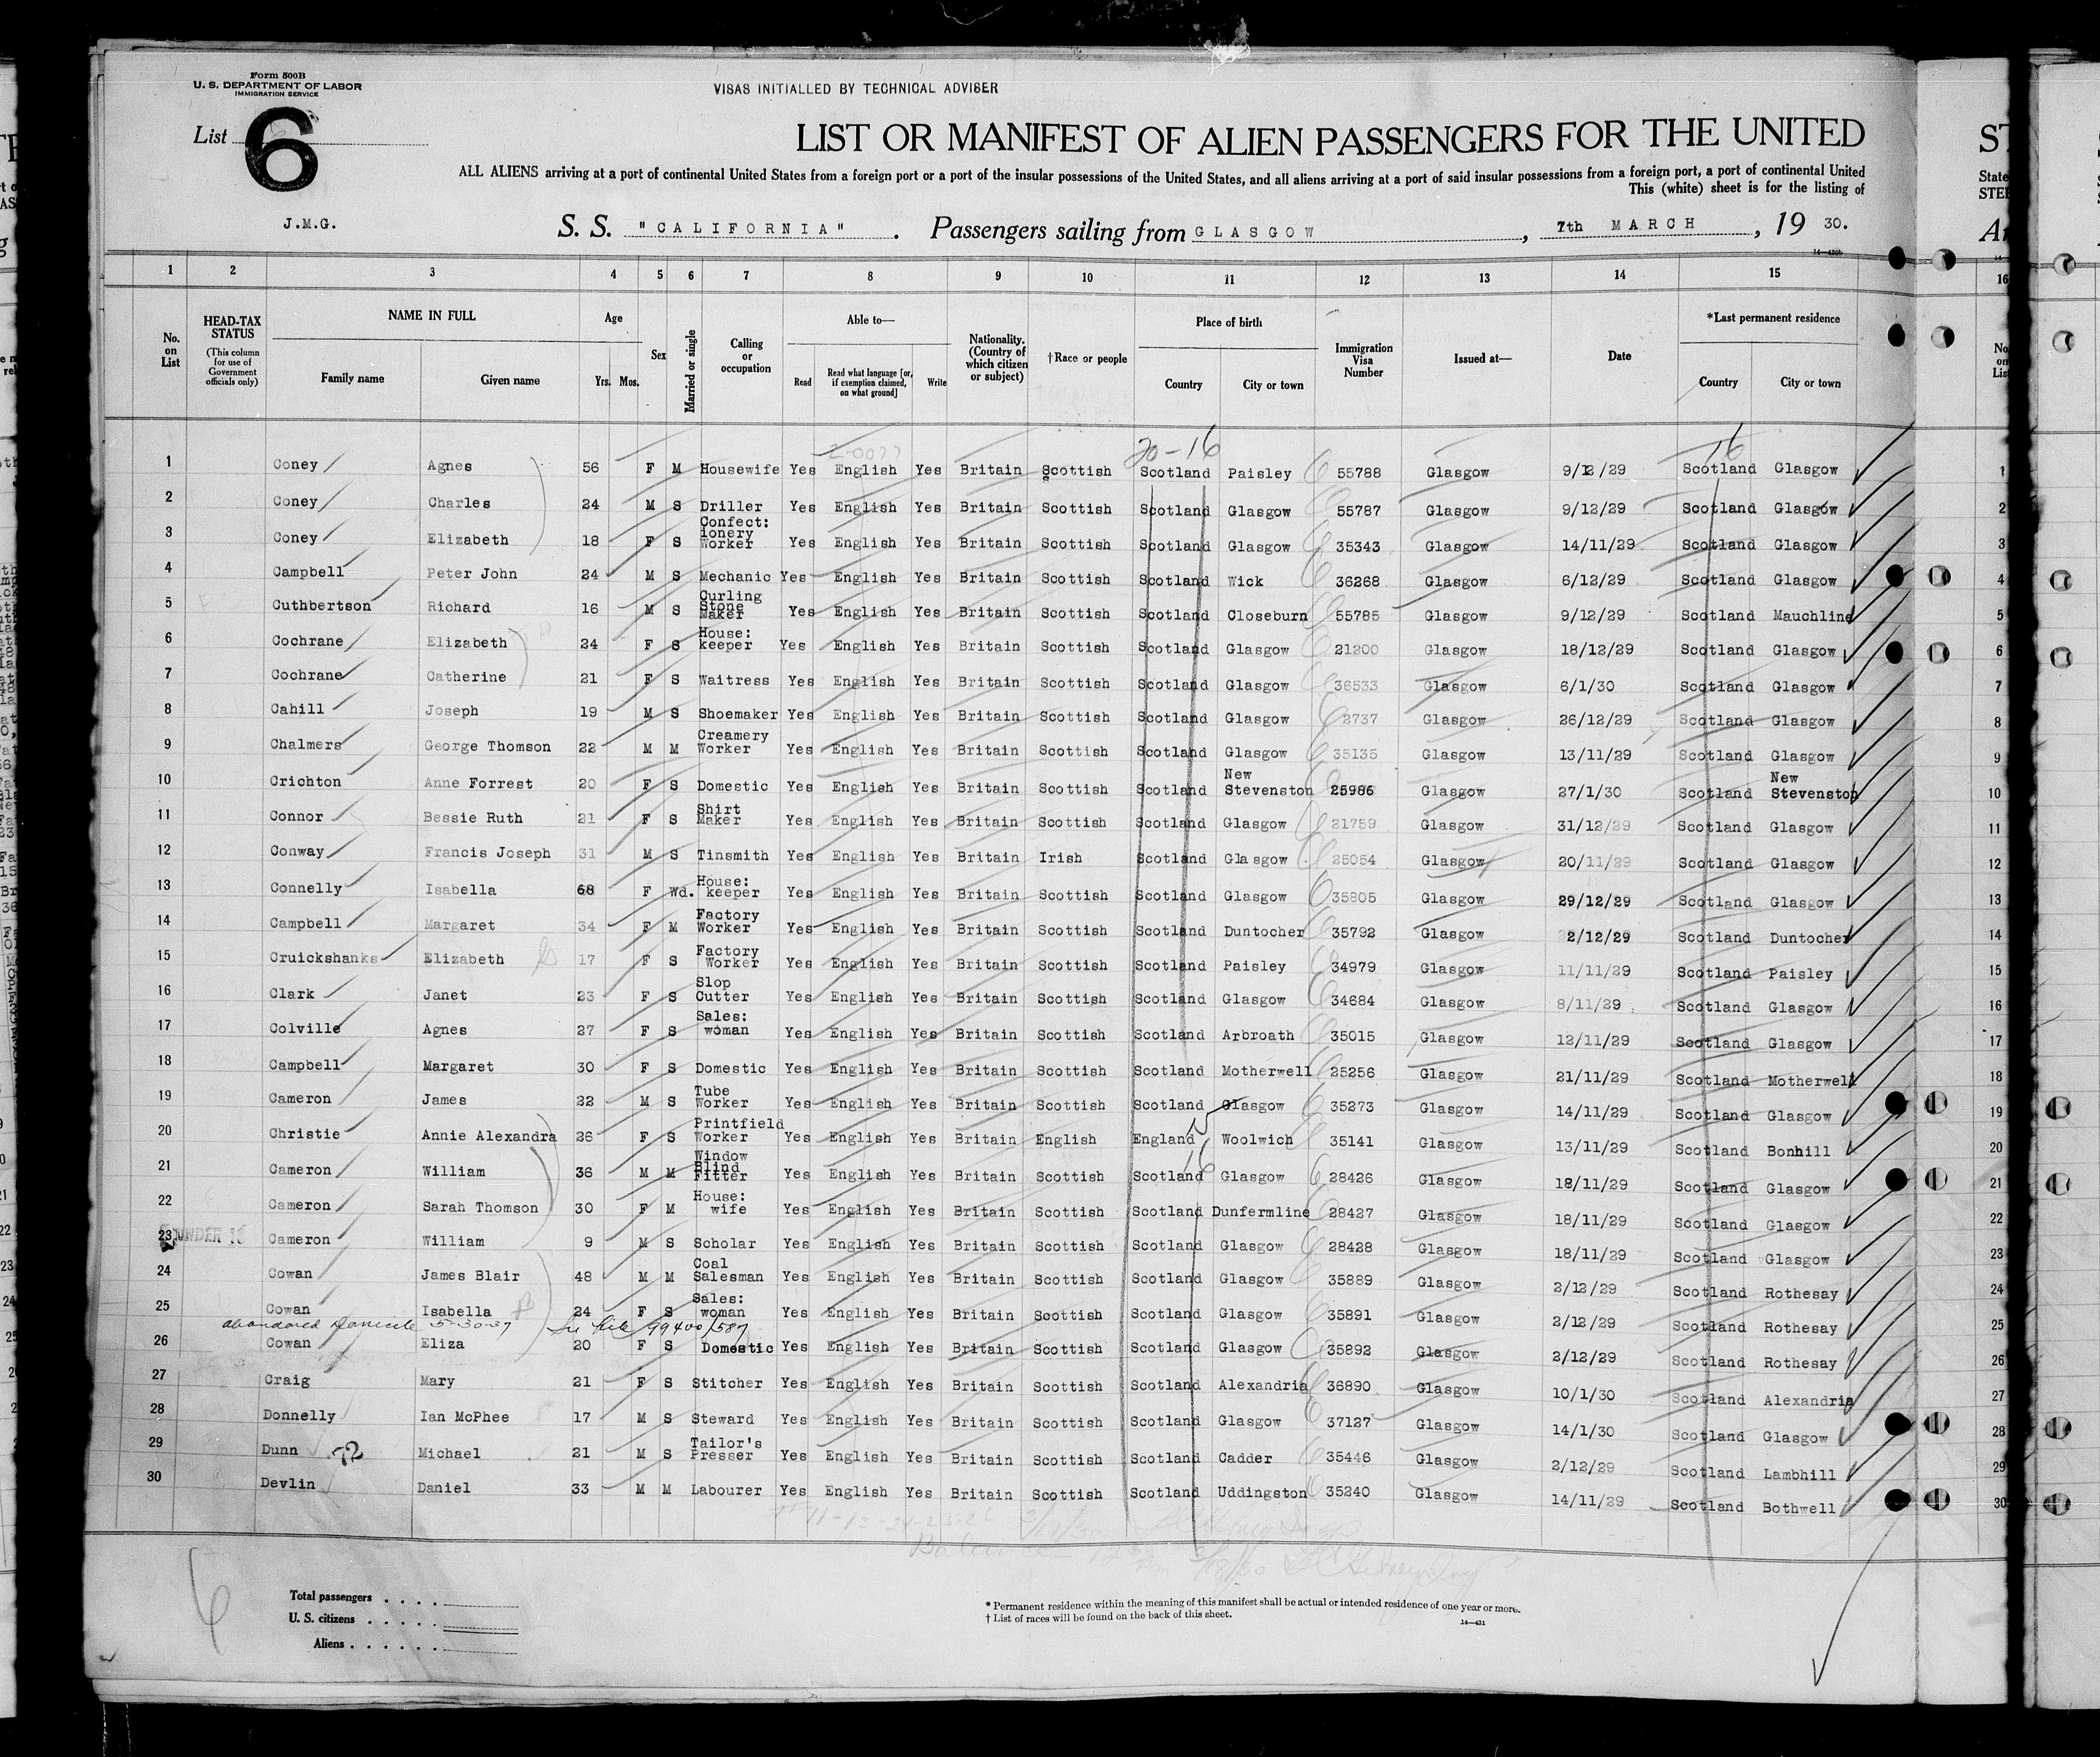 Form 500B
U. S. DEPARTMENT OF LABOR
IMMIGRATION SERVICE
VISAS INITIALLED BY TECHNICAL ADVISER
List 6
LIST OR MANIFEST OF ALIEN PASSENGERS FOR THE UNITED
ALL ALIENS arriving at a port of continental United States from a foreign port or a port of the insular possessions of the United States, and all aliens arriving at a port of said insular possessions from a foreign port, a port of continental United
This (white) sheet is for the listing of
J.M.G.
S. S. "CALIFORNIA" . Passengers sailing from GLASGOW , 7th MARCH , 19 30.
1 2 3 4 5 6 7 8 9 10 11 12 13 14 15
No. on List
HEAD-TAX STATUS (This column for use of Government officials only)
NAME IN FULL Family name Given name
Age Yrs. Mos.
Sex
Married or single
Calling or occupation
Able to— Read Read what language [or, if exemption claimed, on what ground] Write
Nationality. (Country of which citizen or subject)
†Race or people
Place of birth Country City or town
Immigration Visa Number
Issued at—
Date
*Last permanent residence Country City or town
20-16 16
1 Coney Agnes 56 F M Housewife Yes English Yes Britain Scottish Scotland Paisley 55788 Glasgow 9/12/29 Scotland Glasgow
2 Coney Charles 24 M S Driller Yes English Yes Britain Scottish Scotland Glasgow 55787 Glasgow 9/12/29 Scotland Glasgow
3 Coney Elizabeth 18 F S Confect: ionery Worker Yes English Yes Britain Scottish Scotland Glasgow 35343 Glasgow 14/11/29 Scotland Glasgow
4 Campbell Peter John 24 M S Mechanic Yes English Yes Britain Scottish Scotland Wick 36268 Glasgow 6/12/29 Scotland Glasgow
5 Cuthbertson Richard 16 M S Curling Stone Maker Yes English Yes Britain Scottish Scotland Closeburn 55785 Glasgow 9/12/29 Scotland Mauchline
6 Cochrane Elizabeth 24 F S House: keeper Yes English Yes Britain Scottish Scotland Glasgow 21200 Glasgow 18/12/29 Scotland Glasgow
7 Cochrane Catherine 21 F S Waitress Yes English Yes Britain Scottish Scotland Glasgow 36533 Glasgow 6/1/30 Scotland Glasgow
8 Cahill Joseph 19 M S Shoemaker Yes English Yes Britain Scottish Scotland Glasgow 2737 Glasgow 26/12/29 Scotland Glasgow
9 Chalmers George Thomson 22 M M Creamery Worker Yes English Yes Britain Scottish Scotland Glasgow 35135 Glasgow 13/11/29 Scotland Glasgow
10 Crichton Anne Forrest 20 F S Domestic Yes English Yes Britain Scottish Scotland New Stevenston 25986 Glasgow 27/1/30 Scotland New Stevenston
11 Connor Bessie Ruth 21 F S Shirt Maker Yes English Yes Britain Scottish Scotland Glasgow 21759 Glasgow 31/12/29 Scotland Glasgow
12 Conway Francis Joseph 31 M S Tinsmith Yes English Yes Britain Irish Scotland Glasgow 25054 Glasgow 20/11/29 Scotland Glasgow
13 Connelly Isabella 68 F Wd. House: keeper Yes English Yes Britain Scottish Scotland Glasgow 35805 Glasgow 29/12/29 Scotland Glasgow
14 Campbell Margaret 34 F M Factory Worker Yes English Yes Britain Scottish Scotland Duntocher 35792 Glasgow 2/12/29 Scotland Duntocher
15 Cruickshanks Elizabeth 17 F S Factory Worker Yes English Yes Britain Scottish Scotland Paisley 34979 Glasgow 11/11/29 Scotland Paisley
16 Clark Janet 23 F S Slop Cutter Yes English Yes Britain Scottish Scotland Glasgow 34684 Glasgow 8/11/29 Scotland Glasgow
17 Colville Agnes 27 F S Sales: woman Yes English Yes Britain Scottish Scotland Arbroath 35015 Glasgow 12/11/29 Scotland Glasgow
18 Campbell Margaret 30 F S Domestic Yes English Yes Britain Scottish Scotland Motherwell 25256 Glasgow 21/11/29 Scotland Motherwell
19 Cameron James 22 M S Tube Worker Yes English Yes Britain Scottish Scotland Glasgow 35273 Glasgow 14/11/29 Scotland Glasgow
20 Christie Annie Alexandra 26 F S Printfield Worker Yes English Yes Britain English England Woolwich 35141 Glasgow 13/11/29 Scotland Bonhill
21 Cameron William 36 M M Window Blind Fitter Yes English Yes Britain Scottish Scotland 16 Glasgow 28426 Glasgow 18/11/29 Scotland Glasgow
22 Cameron Sarah Thomson 30 F M House: wife Yes English Yes Britain Scottish Scotland Dunfermline 28427 Glasgow 18/11/29 Scotland Glasgow
23 UNDER 16 Cameron William 9 M S Scholar Yes English Yes Britain Scottish Scotland Glasgow 28428 Glasgow 18/11/29 Scotland Glasgow
24 Cowan James Blair 48 M M Coal Salesman Yes English Yes Britain Scottish Scotland Glasgow 35889 Glasgow 2/12/29 Scotland Rothesay
25 Cowan Isabella 24 F S Sales: woman Yes English Yes Britain Scottish Scotland Glasgow 35891 Glasgow 2/12/29 Scotland Rothesay
abandoned Domicile 5-30-37 See file 99400/587
26 Cowan Eliza 20 F S Domestic Yes English Yes Britain Scottish Scotland Glasgow 35892 Glasgow 2/12/29 Scotland Rothesay
27 Craig Mary 21 F S Stitcher Yes English Yes Britain Scottish Scotland Alexandria 36890 Glasgow 10/1/30 Scotland Alexandria
28 Donnelly Ian McPhee 17 M S Steward Yes English Yes Britain Scottish Scotland Glasgow 37127 Glasgow 14/1/30 Scotland Glasgow
29 Dunn 72 Michael 21 M S Tailor's Presser Yes English Yes Britain Scottish Scotland Cadder 35446 Glasgow 2/12/29 Scotland Lambhill
30 Devlin Daniel 33 M M Labourer Yes English Yes Britain Scottish Scotland Uddingston 35240 Glasgow 14/11/29 Scotland Bothwell
6
Total passengers . . . .
U. S. citizens . . . . .
Aliens . . . . . .
* Permanent residence within the meaning of this manifest shall be actual or intended residence of one year or more.
† List of races will be found on the back of this sheet.
14—431